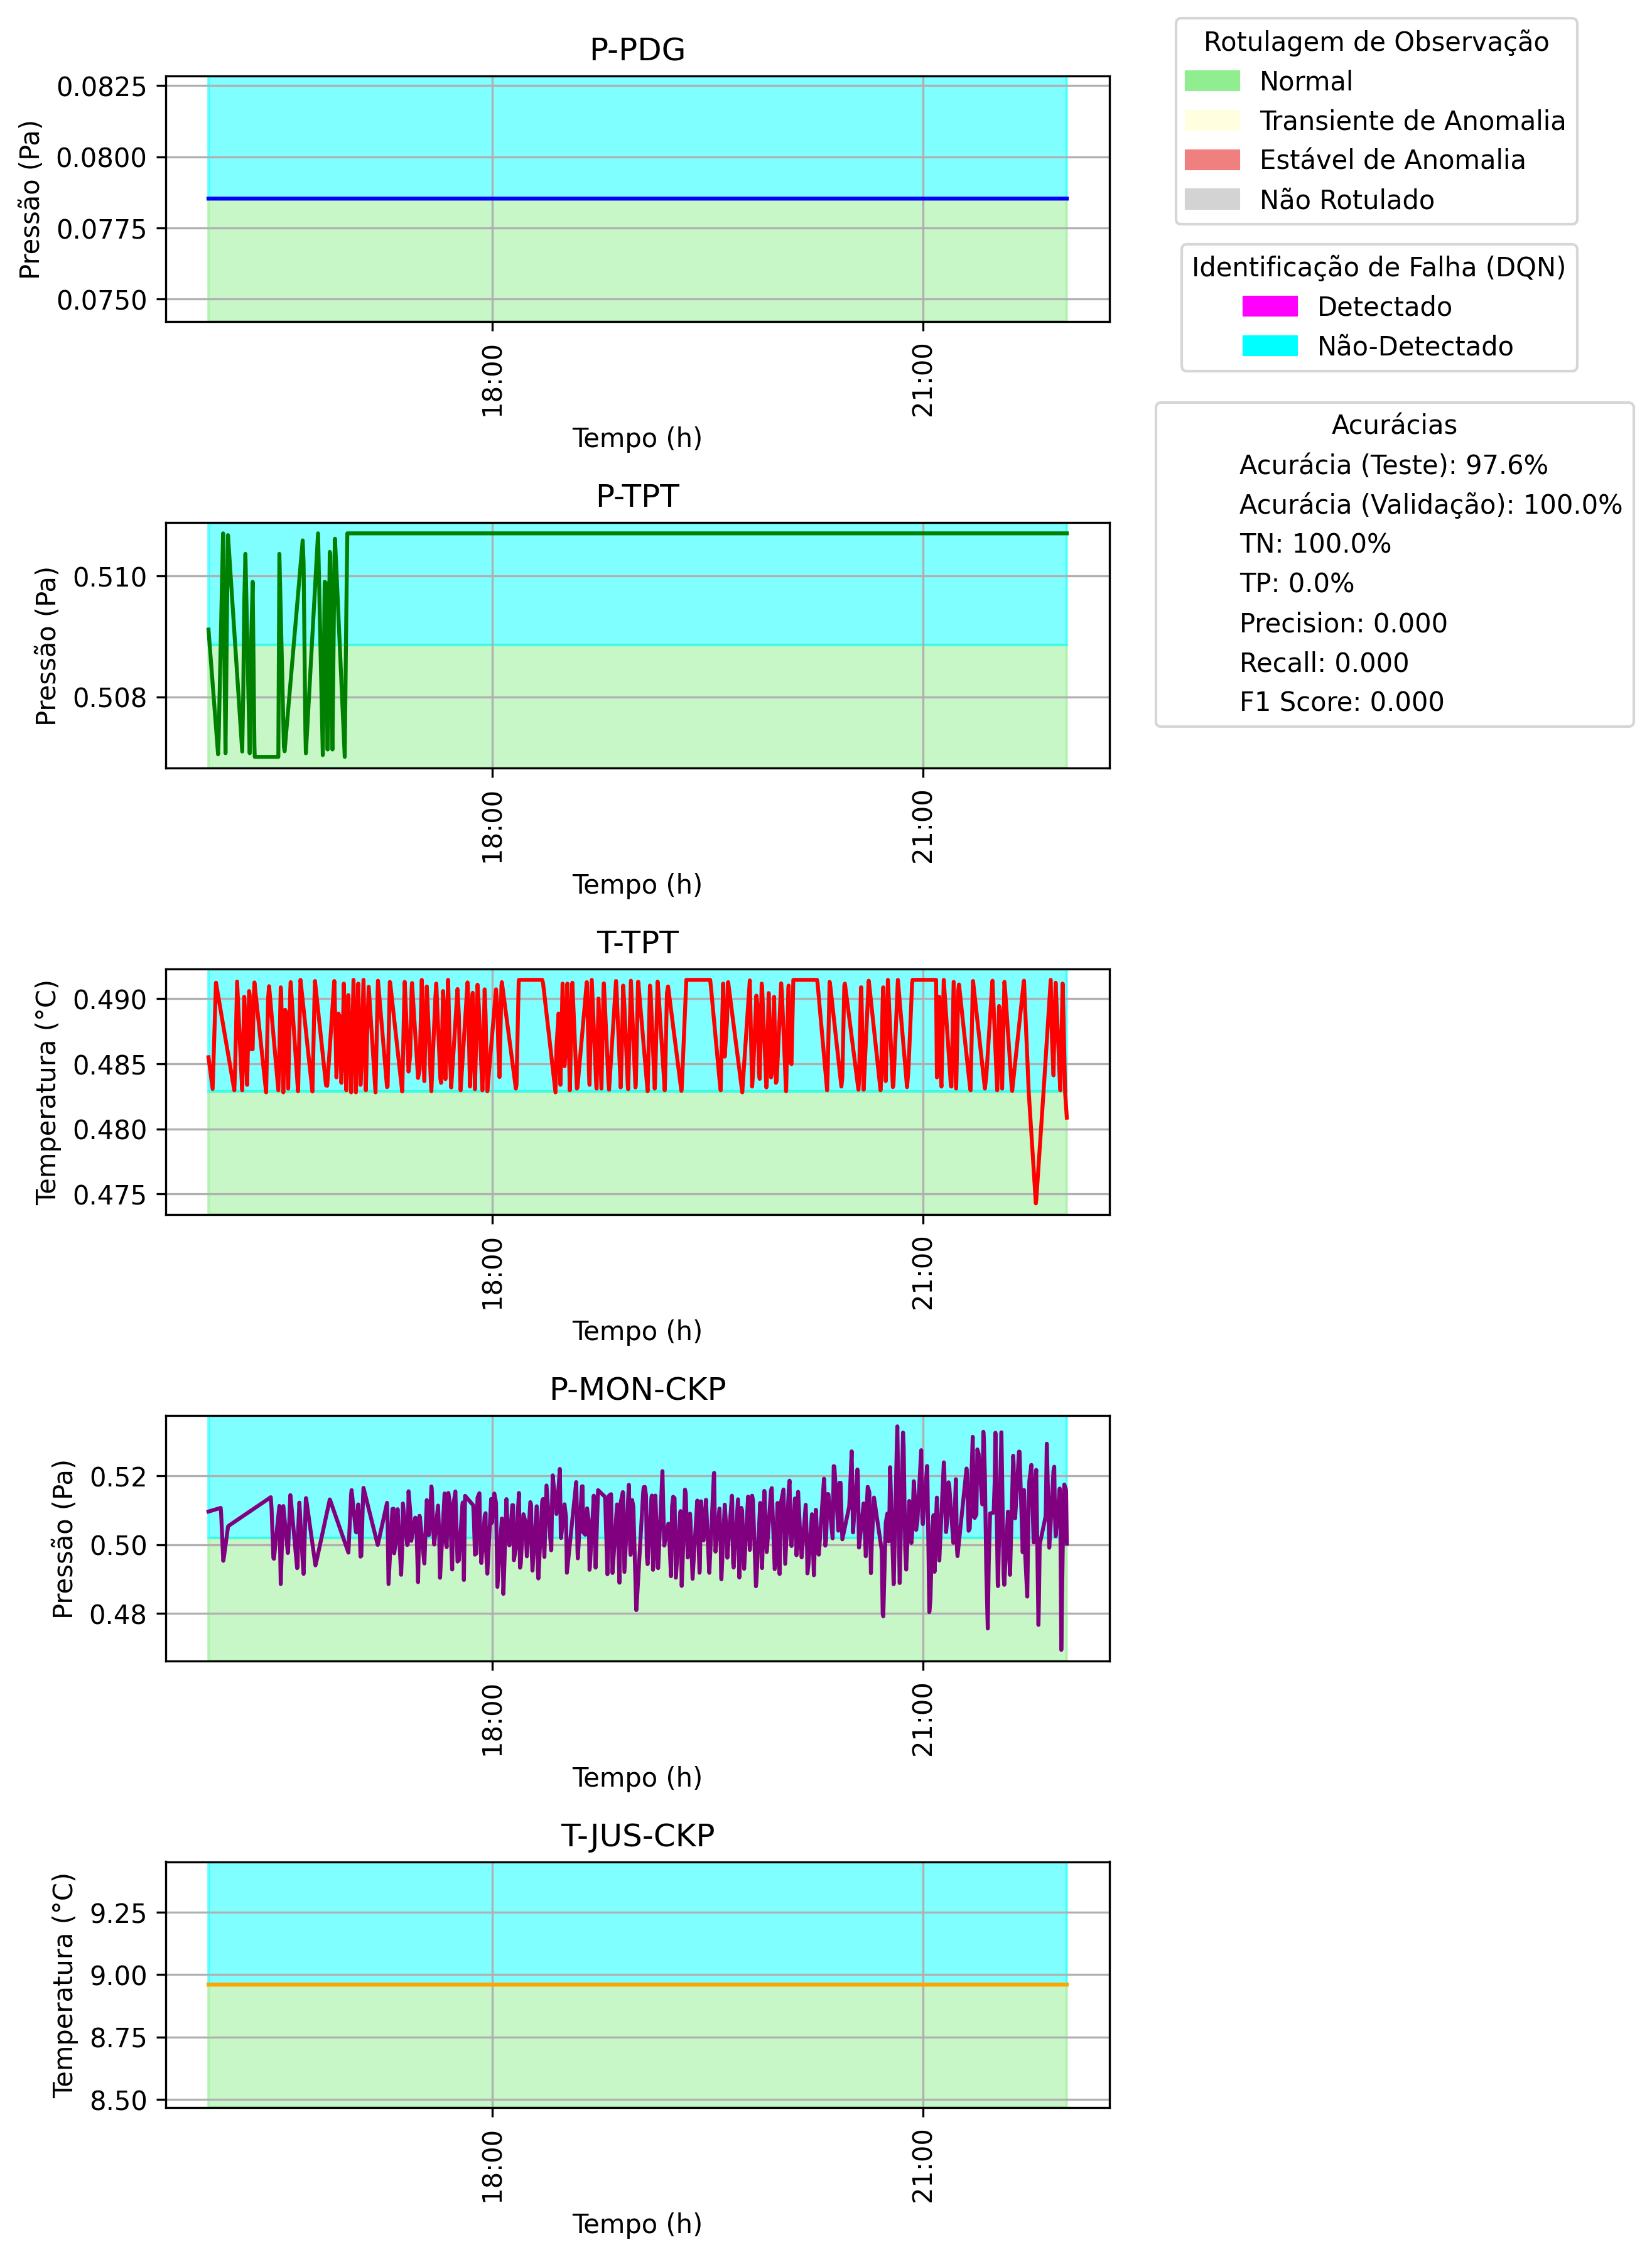 P-PDG
0.0825
0.0800
0.0775
0.0750
Pressão (Pa)
18:00
21:00
Tempo (h)
P-TPT
0.510
0.508
Pressão (Pa)
18:00
21:00
Tempo (h)
T-TPT
0.490
0.485
0.480
0.475
Temperatura (°C)
18:00
21:00
Tempo (h)
P-MON-CKP
0.52
0.50
0.48
Pressão (Pa)
18:00
21:00
Tempo (h)
T-JUS-CKP
9.25
9.00
8.75
8.50
Temperatura (°C)
18:00
21:00
Tempo (h)
Rotulagem de Observação
Normal
Transiente de Anomalia
Estável de Anomalia
Não Rotulado
Identificação de Falha (DQN)
Detectado
Não-Detectado
Acurácias
Acurácia (Teste): 97.6%
Acurácia (Validação): 100.0%
TN: 100.0%
TP: 0.0%
Precision: 0.000
Recall: 0.000
F1 Score: 0.000